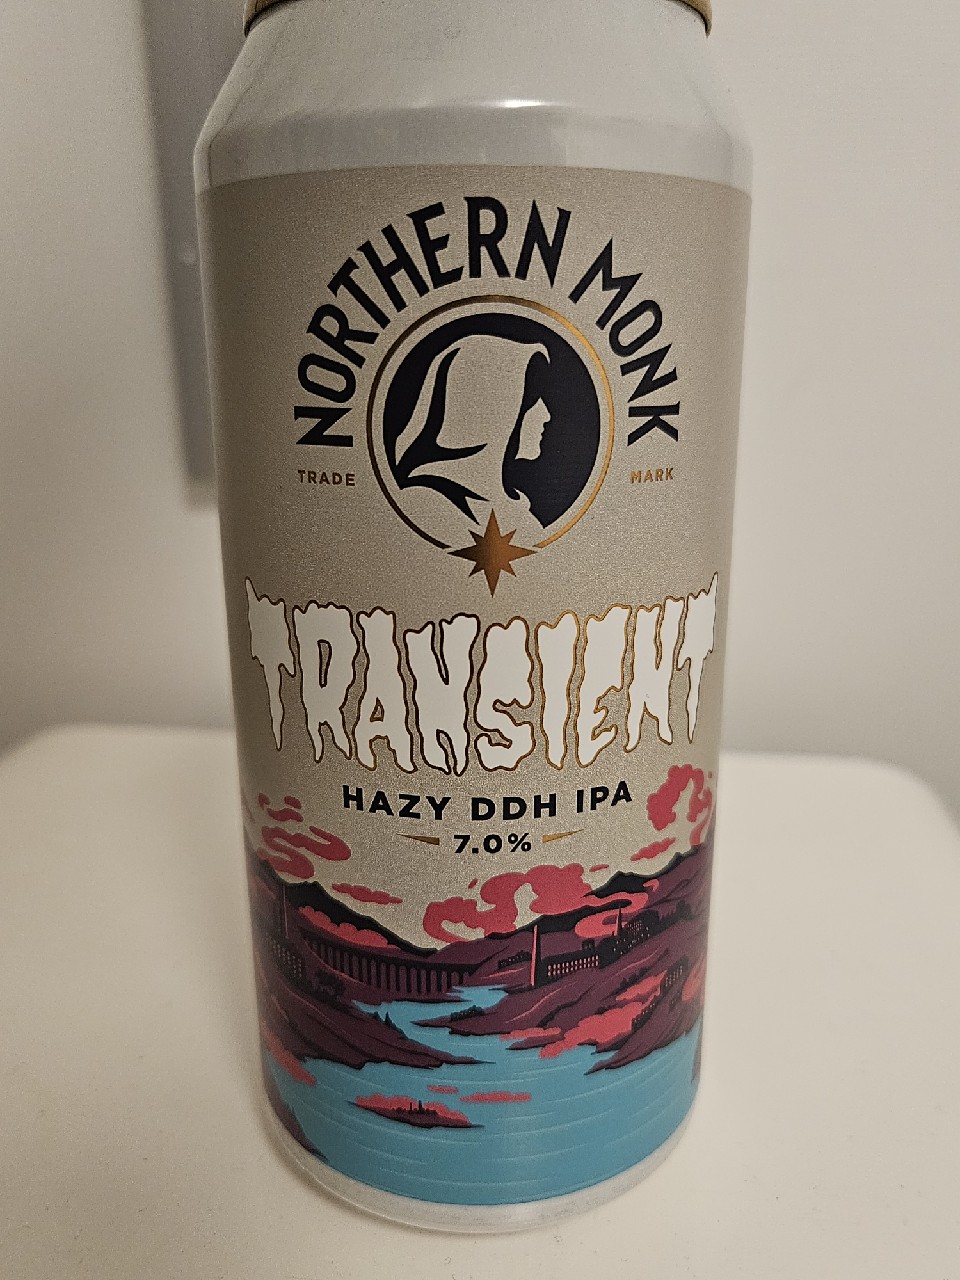 NORTHERN MONK
TRADE MARK
TRANSIENT
HAZY DDH IPA
7.0%